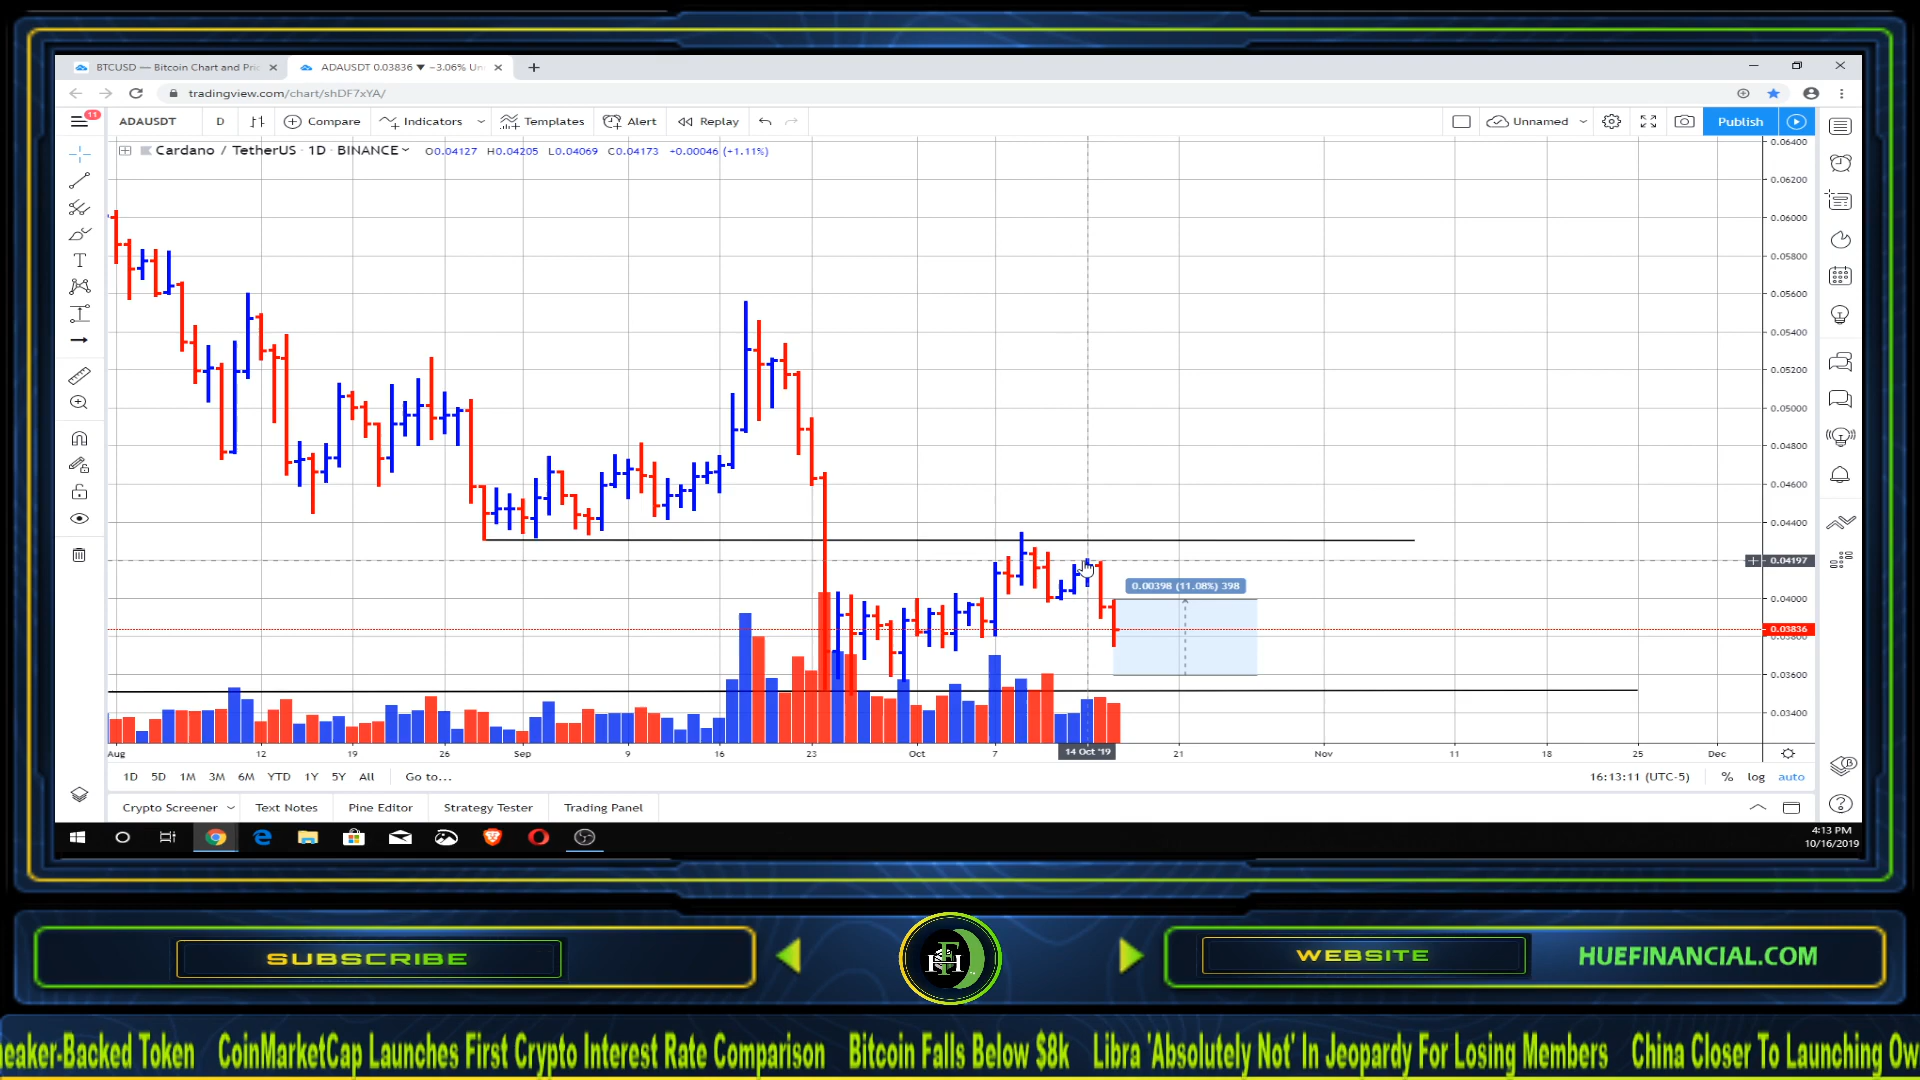 BTCUSD — Bitcoin Chart and Pric
ADAUSDT 0.03836 ▼ −3.06% Un
tradingview.com/chart/shDF7xYA/
11
ADAUSDT D Compare Indicators Templates Alert Replay Unnamed Publish
Cardano / TetherUS · 1D · BINANCE O0.04127 H0.04205 L0.04069 C0.04173 +0.00046 (+1.11%)
0.06400
0.06200
0.06000
0.05800
0.05600
0.05400
0.05200
0.05000
0.04800
0.04600
0.04400
0.04197
0.00398 (11.08%) 398
0.04000
0.03836
0.03800
0.03600
0.03400
Aug 12 19 26 Sep 9 16 23 Oct 7 14 Oct '19 21 Nov 11 18 25 Dec
1D 5D 1M 3M 6M YTD 1Y 5Y All Go to... 16:13:11 (UTC-5) % log auto
Crypto Screener Text Notes Pine Editor Strategy Tester Trading Panel
4:13 PM
10/16/2019
SUBSCRIBE
FH
WEBSITE
HUEFINANCIAL.COM
eaker-Backed Token CoinMarketCap Launches First Crypto Interest Rate Comparison Bitcoin Falls Below $8k Libra 'Absolutely Not' In Jeopardy For Losing Members China Closer To Launching Ow